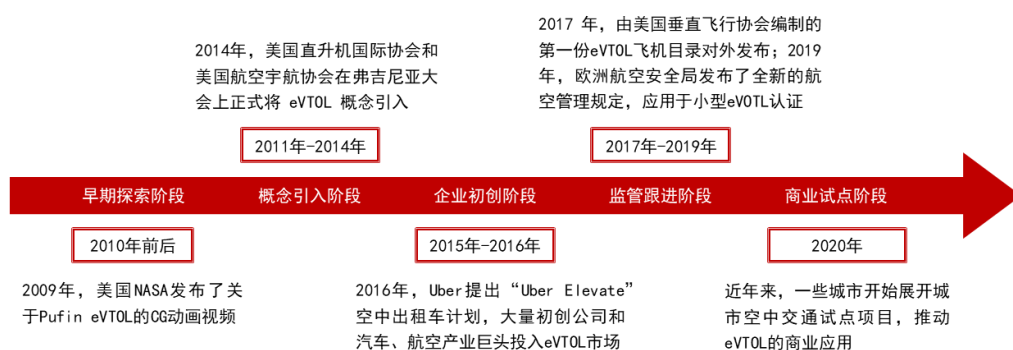 2014年，美国直升机国际协会和
美国航空宇航协会在弗吉尼亚大
会上正式将 eVTOL 概念引入
2017 年，由美国垂直飞行协会编制的
第一份eVTOL飞机目录对外发布；2019
年，欧洲航空安全局发布了全新的航
空管理规定，应用于小型eVOTL认证
2011年-2014年
2017年-2019年
早期探索阶段
概念引入阶段
企业初创阶段
监管跟进阶段
商业试点阶段
2010年前后
2015年-2016年
2020年
2009年，美国NASA发布了关
于Pufin eVTOL的CG动画视频
2016年，Uber提出“Uber Elevate”
空中出租车计划，大量初创公司和
汽车、航空产业巨头投入eVTOL市场
近年来，一些城市开始展开城
市空中交通试点项目，推动
eVTOL的商业应用